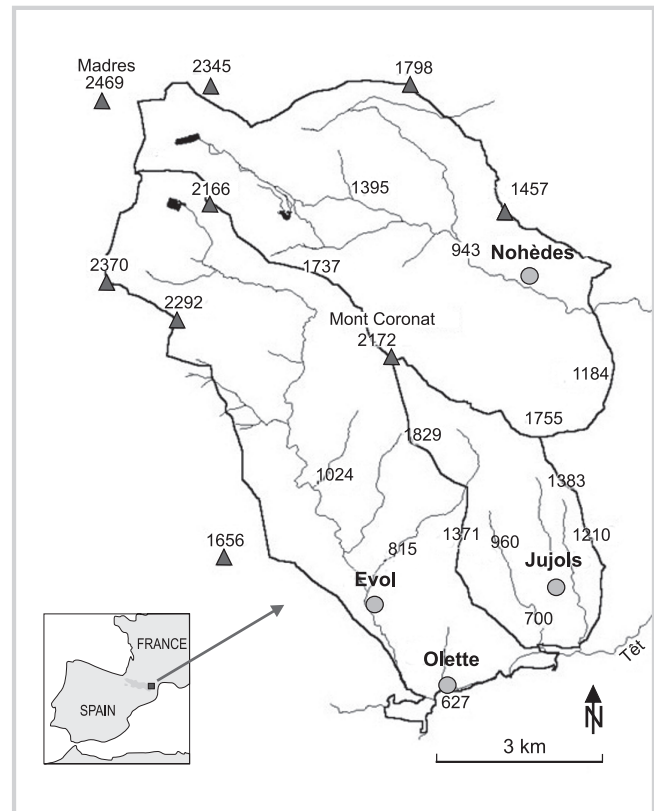 Madres
2469
2345
1798
2166
1395
1457
943
Nohèdes
1737
2370
2292
Mont Coronat
2172
1184
1755
1829
1024
1383
1371
960
1210
815
1656
Jujols
Evol
700
FRANCE
Olette
Têt
SPAIN
627
N
3 km